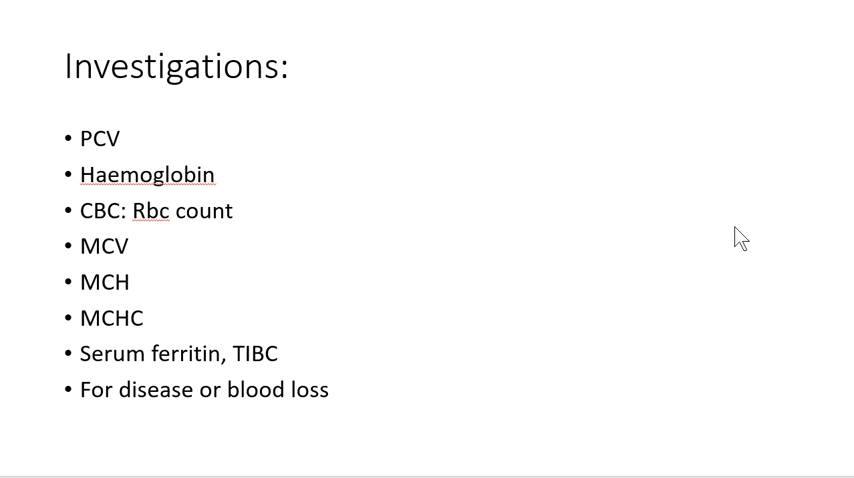 Investigations:
• PCV
• Haemoglobin
• CBC: Rbc count
• MCV
• MCH
• MCHC
• Serum ferritin, TIBC
• For disease or blood loss